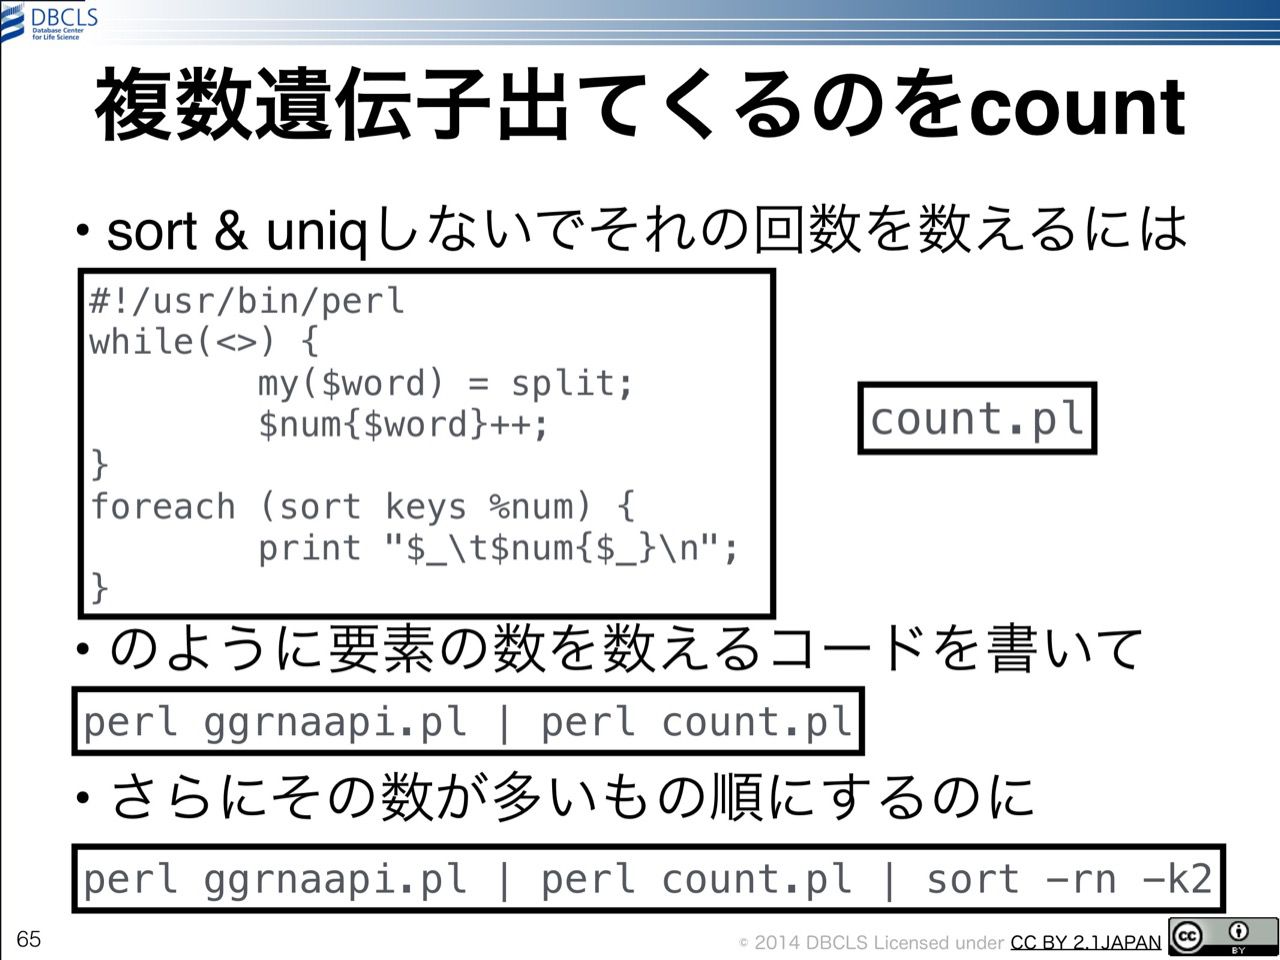 DBCLS
Database Center
for Life Science
複数遺伝子出てくるのをcount
• sort & uniqしないでそれの回数を数えるには
#!/usr/bin/perl
while(<>) {
        my($word) = split;
        $num{$word}++;
}
foreach (sort keys %num) {
        print "$_\t$num{$_}\n";
}
count.pl
• のように要素の数を数えるコードを書いて
perl ggrnaapi.pl | perl count.pl
• さらにその数が多いもの順にするのに
perl ggrnaapi.pl | perl count.pl | sort -rn -k2
65
© 2014 DBCLS Licensed under CC BY 2.1JAPAN
cc
BY